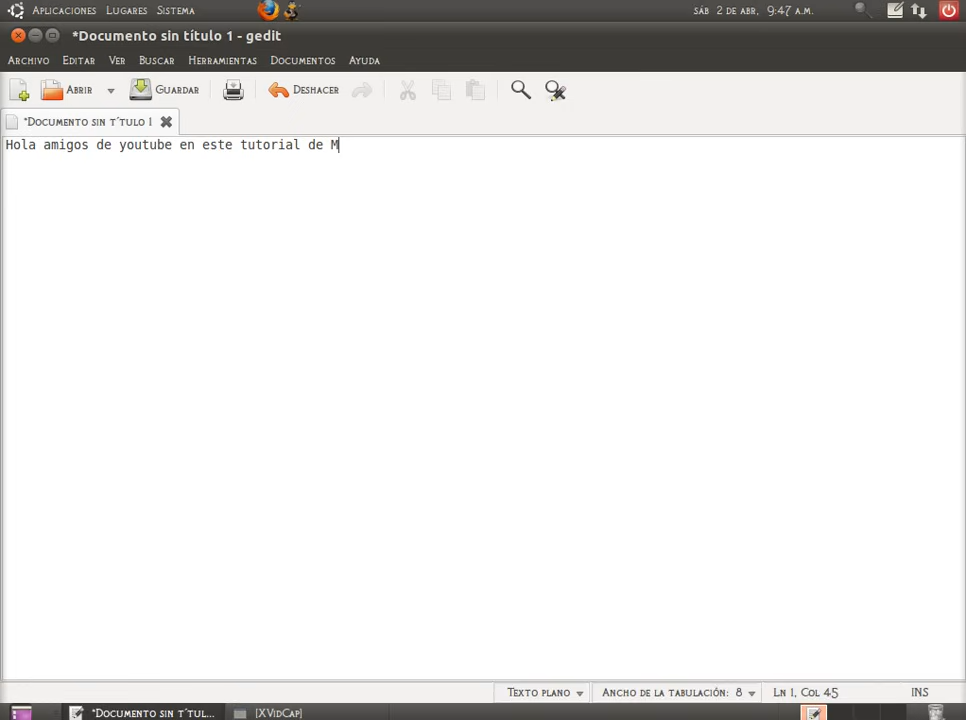 Aplicaciones Lugares Sistema sáb 2 de abr, 9:47 a.m.
*Documento sin título 1 - gedit
Archivo Editar Ver Buscar Herramientas Documentos Ayuda
Abrir Guardar Deshacer
*Documento sin t´tulo 1
Hola amigos de youtube en este tutorial de M
Texto plano Ancho de la tabulación: 8 Ln 1, Col 45 INS
*Documento sin t´tul... [XVidCap]